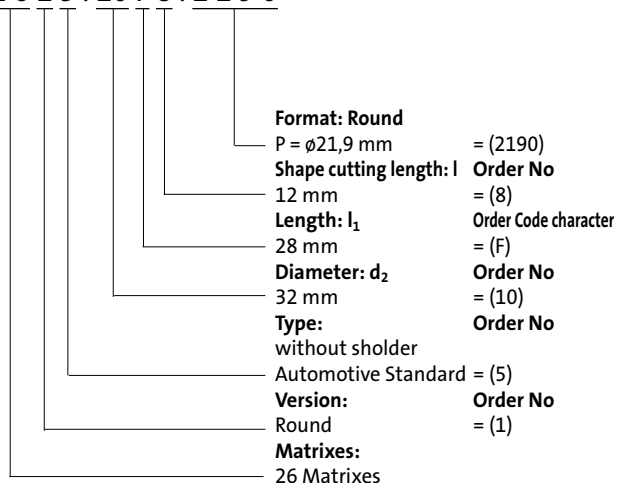 Format: Round
P = ø21,9 mm = (2190)
Shape cutting length: l Order No
12 mm = (8)
Length: l₁ Order Code character
28 mm = (F)
Diameter: d₂ Order No
32 mm = (10)
Type: Order No
without sholder
Automotive Standard = (5)
Version: Order No
Round = (1)
Matrixes:
26 Matrixes